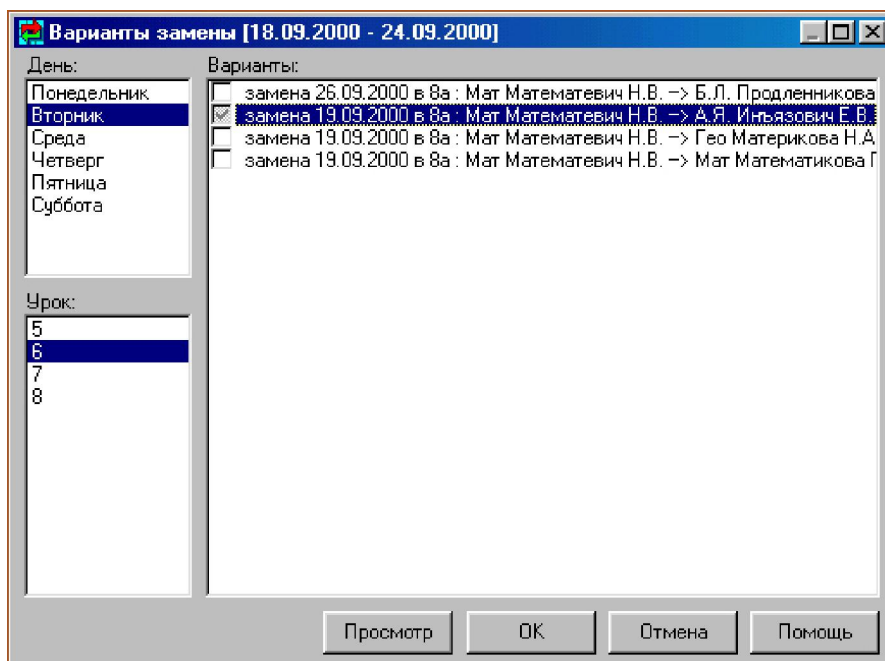 Варианты замены [18.09.2000 - 24.09.2000]
День:
Понедельник
Вторник
Среда
Четверг
Пятница
Суббота
Урок:
5
6
7
8
Варианты:
замена 26.09.2000 в 8а : Мат Математевич Н.В. -> Б.Л. Продленникова
замена 19.09.2000 в 8а : Мат Математевич Н.В. -> А.Я. Инъязович Е.В.
замена 19.09.2000 в 8а : Мат Математевич Н.В. -> Гео Материкова Н.А
замена 19.09.2000 в 8а : Мат Математевич Н.В. -> Мат Математикова Г
Просмотр
OK
Отмена
Помощь